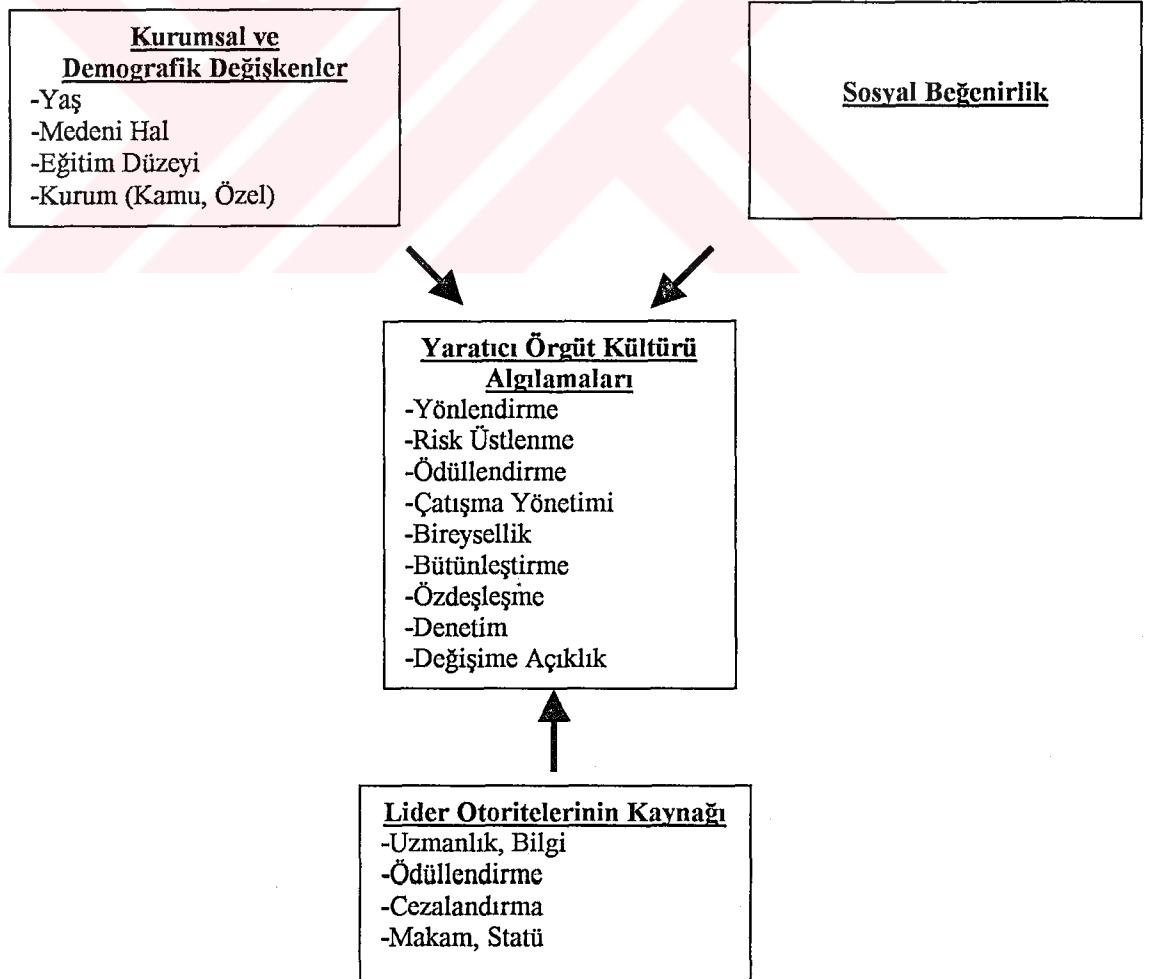 Kurumsal ve
Demografik Değişkenler
-Yaş
-Medeni Hal
-Eğitim Düzeyi
-Kurum (Kamu, Özel)
Sosyal Beğenirlik
Yaratıcı Örgüt Kültürü
Algılamaları
-Yönlendirme
-Risk Üstlenme
-Ödüllendirme
-Çatışma Yönetimi
-Bireysellik
-Bütünleştirme
-Özdeşleşme
-Denetim
-Değişime Açıklık
Lider Otoritelerinin Kaynağı
-Uzmanlık, Bilgi
-Ödüllendirme
-Cezalandırma
-Makam, Statü